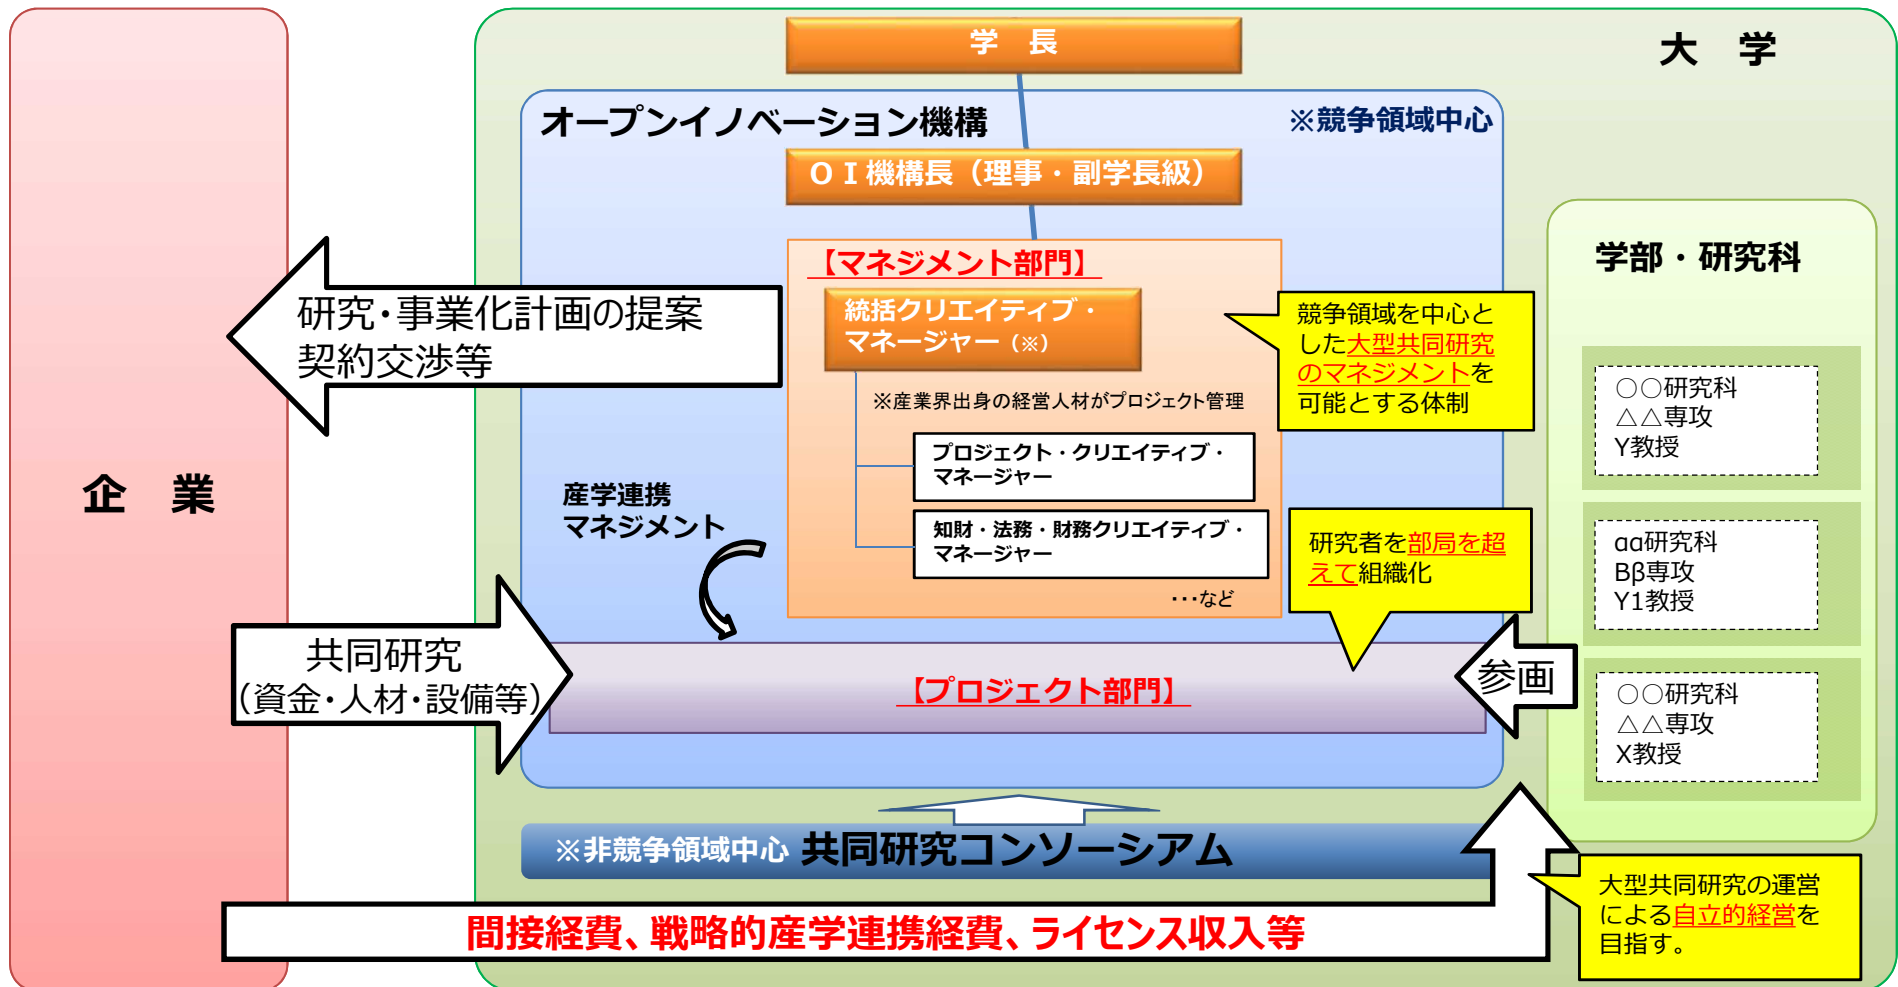 学　長
大　学
オープンイノベーション機構
※競争領域中心
ＯＩ機構長（理事・副学長級）
【マネジメント部門】
統括クリエイティブ・
マネージャー（※）
※産業界出身の経営人材がプロジェクト管理
プロジェクト・クリエイティブ・
マネージャー
知財・法務・財務クリエイティブ・
マネージャー
・・・など
競争領域を中心と
した大型共同研究
のマネジメントを
可能とする体制
学部・研究科
○○研究科
△△専攻
Y教授
αα研究科
Ββ専攻
Y1教授
○○研究科
△△専攻
X教授
研究・事業化計画の提案
契約交渉等
企　業
産学連携
マネジメント
研究者を部局を超
えて組織化
共同研究
（資金・人材・設備等）
【プロジェクト部門】
参画
※非競争領域中心 共同研究コンソーシアム
間接経費、戦略的産学連携経費、ライセンス収入等
大型共同研究の運営
による自立的経営を
目指す。